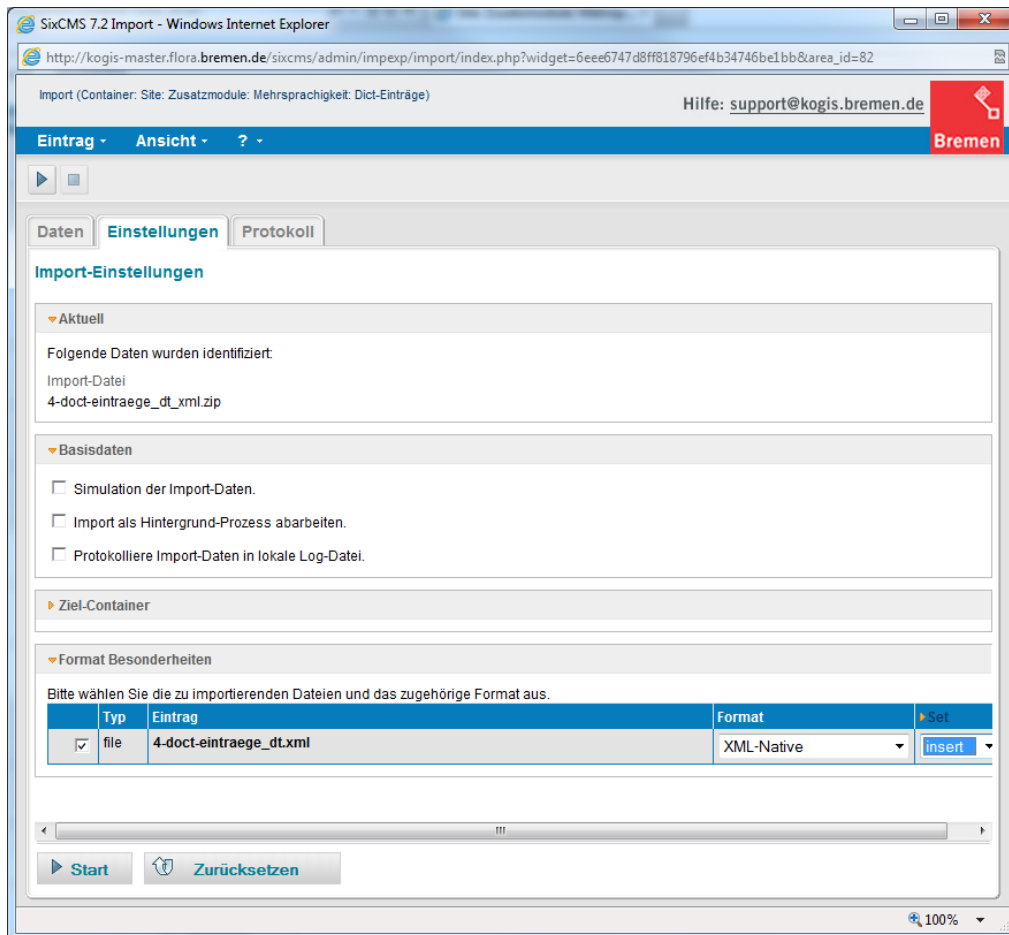 SixCMS 7.2 Import - Windows Internet Explorer
http://kogis-master.flora.bremen.de/sixcms/admin/impexp/import/index.php?widget=6eee6747d8ff818796ef4b34746be1bb&area_id=82
Import (Container: Site: Zusatzmodule: Mehrsprachigkeit: Dict-Einträge)
Hilfe: support@kogis.bremen.de
Bremen
Eintrag Ansicht ?
Daten Einstellungen Protokoll
Import-Einstellungen
Aktuell
Folgende Daten wurden identifiziert:
Import-Datei
4-doct-eintraege_dt_xml.zip
Basisdaten
Simulation der Import-Daten.
Import als Hintergrund-Prozess abarbeiten.
Protokolliere Import-Daten in lokale Log-Datei.
Ziel-Container
Format Besonderheiten
Bitte wählen Sie die zu importierenden Dateien und das zugehörige Format aus.
Typ Eintrag Format Set
file 4-doct-eintraege_dt.xml XML-Native insert
Start Zurücksetzen
100%